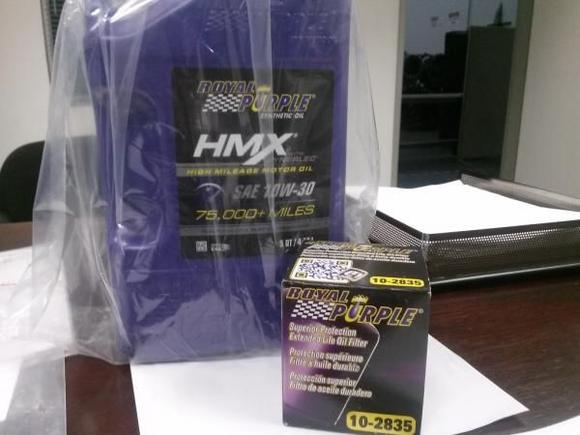 ROYAL
PURPLE
SYNTHETIC OIL
HMX
HIGH MILEAGE MOTOR OIL
SAE 10W-30
75,000+ MILES
5 QT
10-2835
ROYAL
PURPLE
Superior Protection
Extended Life Oil Filter
Protection supérieure
Filtre à huile durable
Protección superior
Filtro de aceite duradero
10-2835